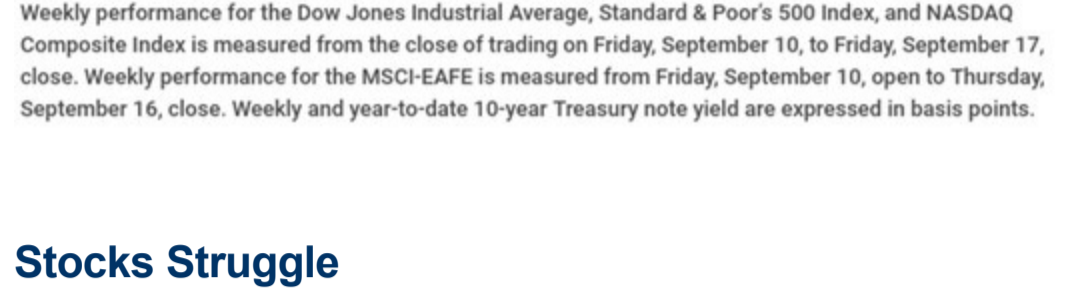 Weekly performance for the Dow Jones Industrial Average, Standard & Poor's 500 Index, and NASDAQ
Composite Index is measured from the close of trading on Friday, September 10, to Friday, September 17,
close. Weekly performance for the MSCI-EAFE is measured from Friday, September 10, open to Thursday,
September 16, close. Weekly and year-to-date 10-year Treasury note yield are expressed in basis points.
Stocks Struggle